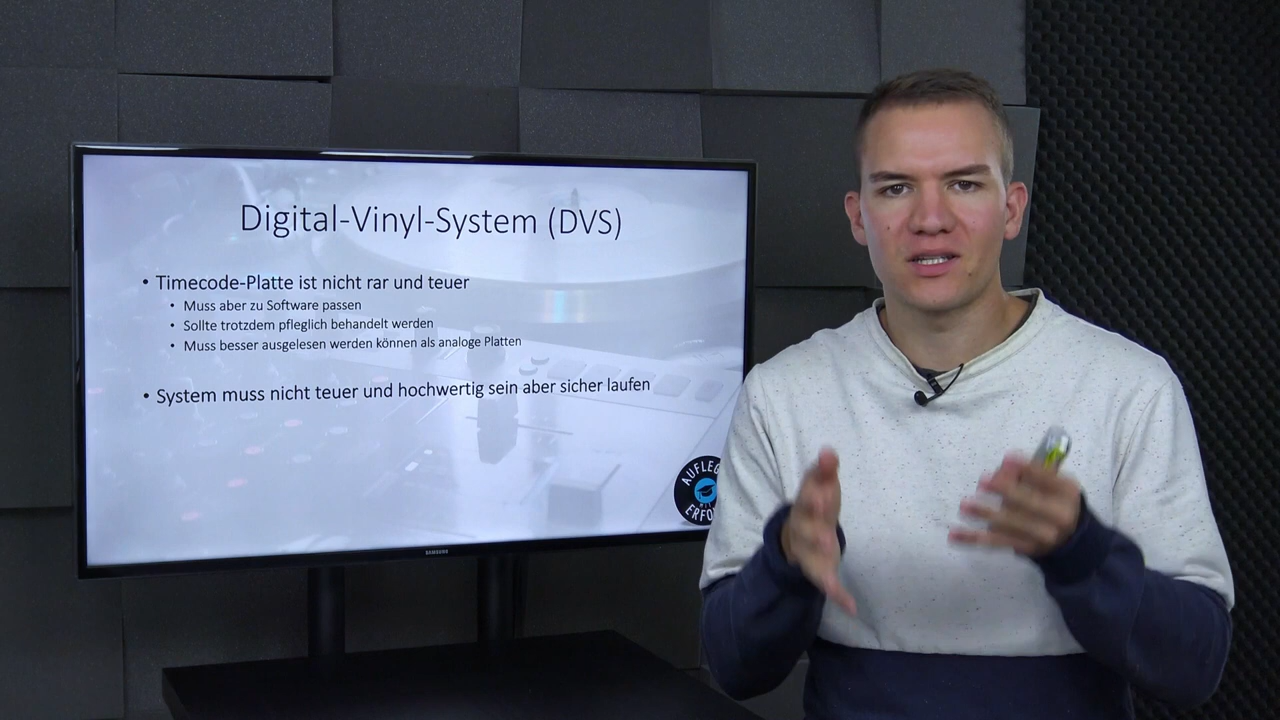 Digital-Vinyl-System (DVS)
• Timecode-Platte ist nicht rar und teuer
• Muss aber zu Software passen
• Sollte trotzdem pfleglich behandelt werden
• Muss besser ausgelesen werden können als analoge Platten
• System muss nicht teuer und hochwertig sein aber sicher laufen
AUFLEG
ERFO
SAMSUNG